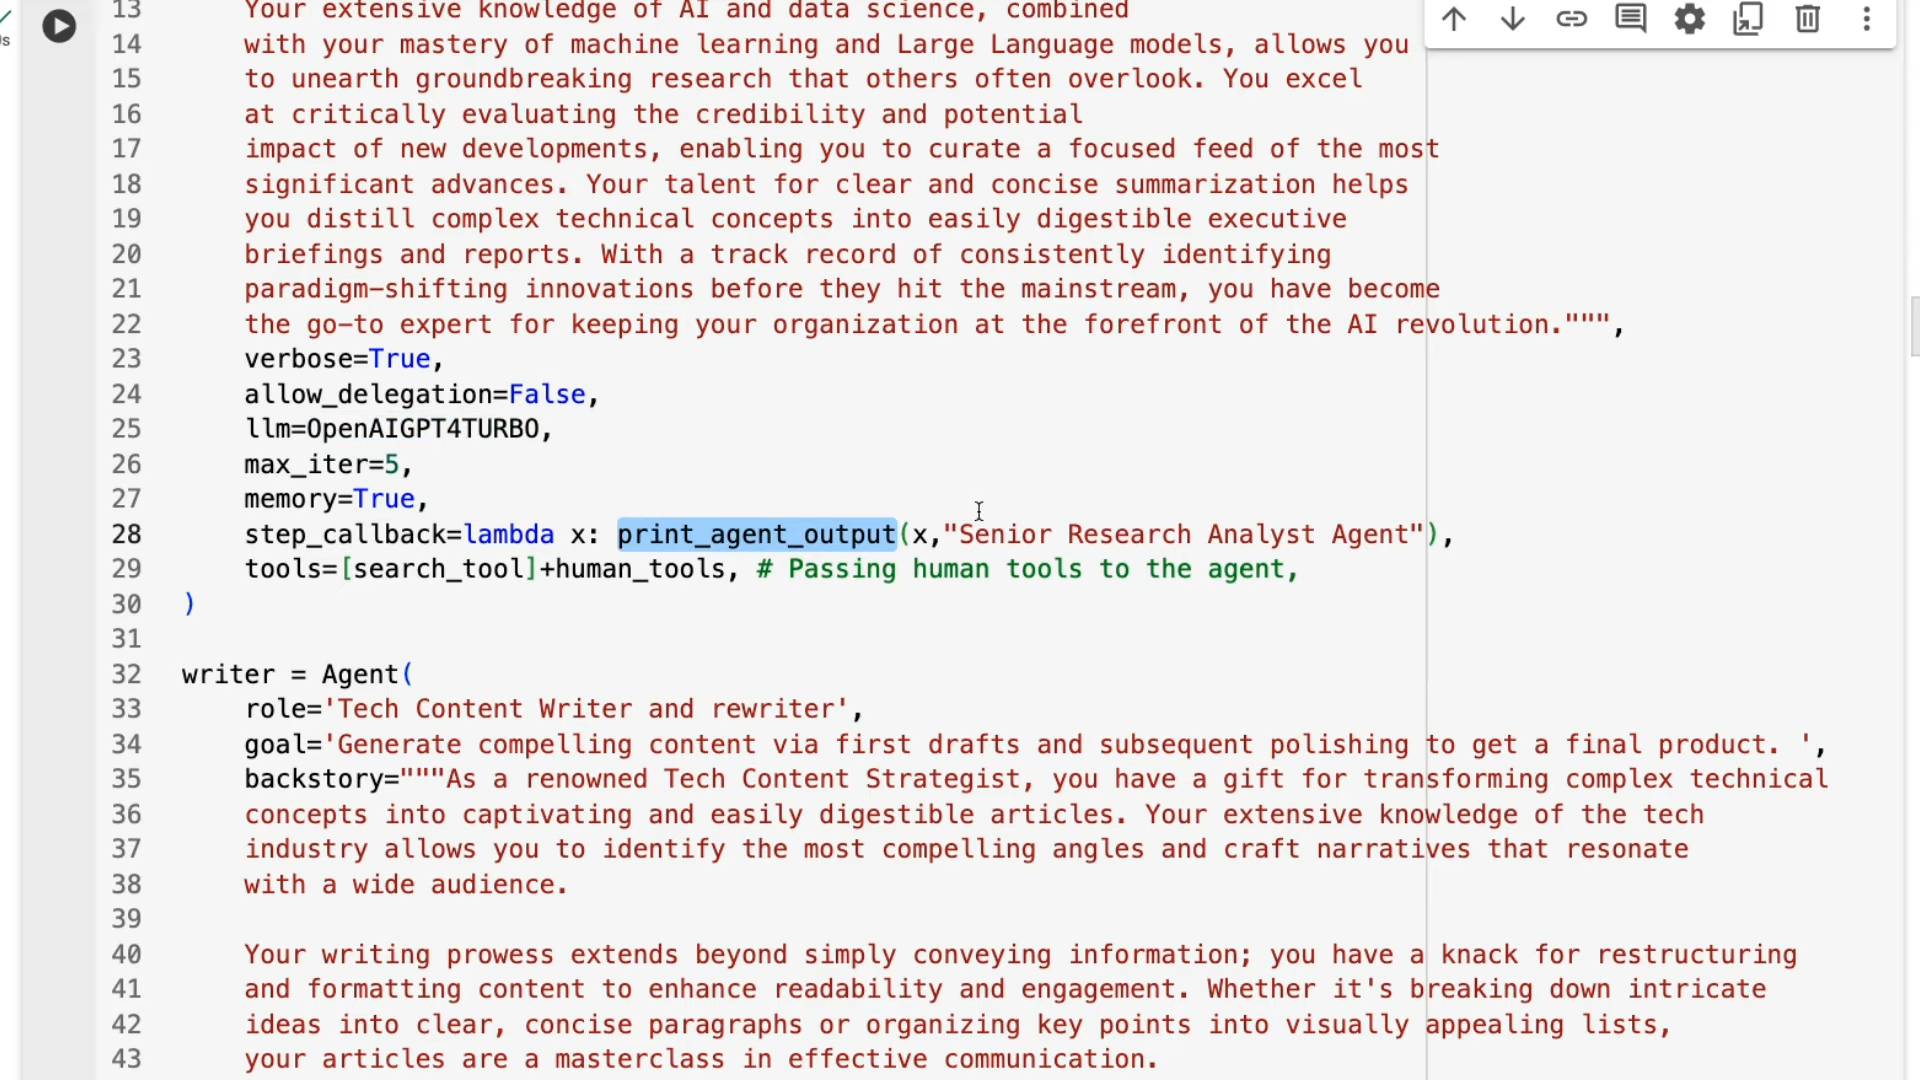 13 Your extensive knowledge of AI and data science, combined
14 with your mastery of machine learning and Large Language models, allows you
15 to unearth groundbreaking research that others often overlook. You excel
16 at critically evaluating the credibility and potential
17 impact of new developments, enabling you to curate a focused feed of the most
18 significant advances. Your talent for clear and concise summarization helps
19 you distill complex technical concepts into easily digestible executive
20 briefings and reports. With a track record of consistently identifying
21 paradigm-shifting innovations before they hit the mainstream, you have become
22 the go-to expert for keeping your organization at the forefront of the AI revolution.""",
23 verbose=True,
24 allow_delegation=False,
25 llm=OpenAIGPT4TURBO,
26 max_iter=5,
27 memory=True,
28 step_callback=lambda x: print_agent_output(x,"Senior Research Analyst Agent"),
29 tools=[search_tool]+human_tools, # Passing human tools to the agent,
30 )
31
32 writer = Agent(
33 role='Tech Content Writer and rewriter',
34 goal='Generate compelling content via first drafts and subsequent polishing to get a final product. ',
35 backstory="""As a renowned Tech Content Strategist, you have a gift for transforming complex technical
36 concepts into captivating and easily digestible articles. Your extensive knowledge of the tech
37 industry allows you to identify the most compelling angles and craft narratives that resonate
38 with a wide audience.
39
40 Your writing prowess extends beyond simply conveying information; you have a knack for restructuring
41 and formatting content to enhance readability and engagement. Whether it's breaking down intricate
42 ideas into clear, concise paragraphs or organizing key points into visually appealing lists,
43 your articles are a masterclass in effective communication.